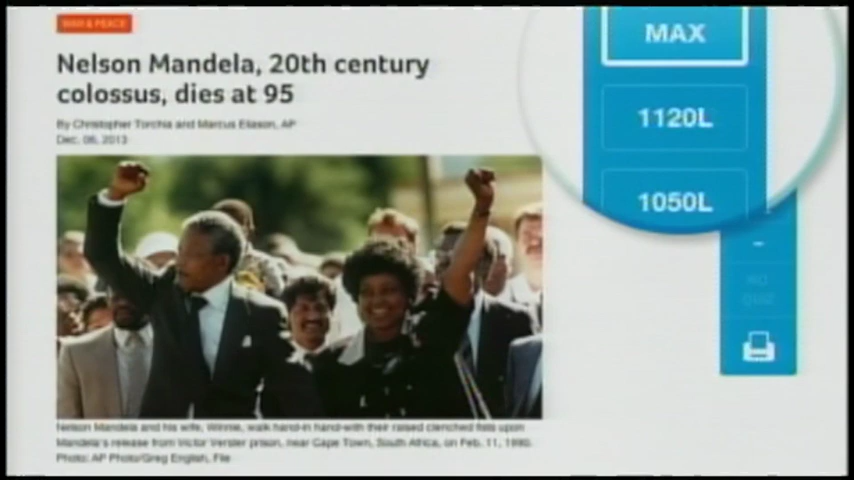 WAR & PEACE
Nelson Mandela, 20th century
colossus, dies at 95
By Christopher Torchia and Marcus Eliason, AP
Dec. 06, 2013
MAX
1120L
1050L
NO
QUIZ
Nelson Mandela and his wife, Winnie, walk hand-in hand-with their raised clenched fists upon
Mandela's release from Victor Verster prison, near Cape Town, South Africa, on Feb. 11, 1990.
Photo: AP Photo/Greg English, File